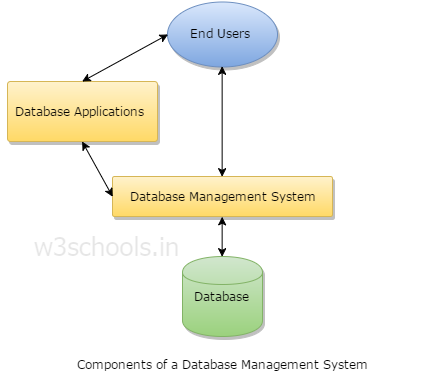 End Users
Database Applications
Database Management System
w3schools.in
Database
Components of a Database Management System